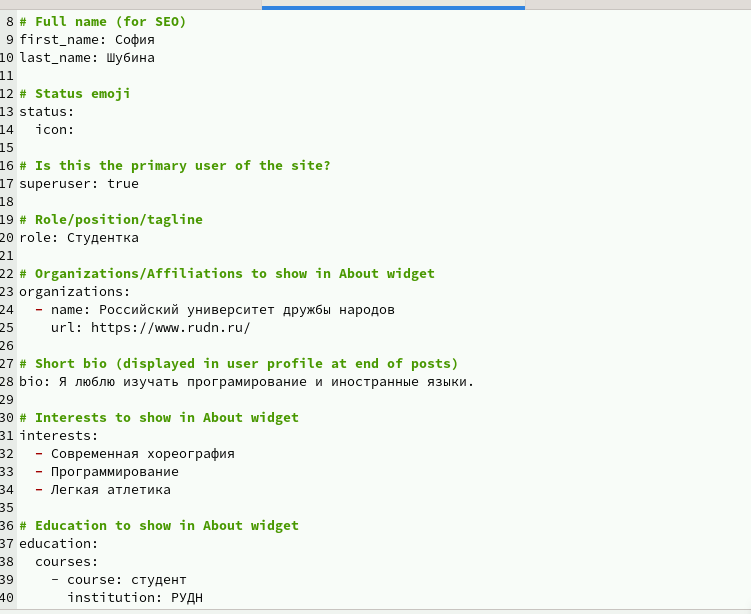 8 # Full name (for SEO)
9 first_name: София
10 last_name: Шубина
11
12 # Status emoji
13 status:
14   icon:
15
16 # Is this the primary user of the site?
17 superuser: true
18
19 # Role/position/tagline
20 role: Студентка
21
22 # Organizations/Affiliations to show in About widget
23 organizations:
24   - name: Российский университет дружбы народов
25     url: https://www.rudn.ru/
26
27 # Short bio (displayed in user profile at end of posts)
28 bio: Я люблю изучать програмирование и иностранные языки.
29
30 # Interests to show in About widget
31 interests:
32   - Современная хореография
33   - Программирование
34   - Легкая атлетика
35
36 # Education to show in About widget
37 education:
38   courses:
39     - course: студент
40       institution: РУДН